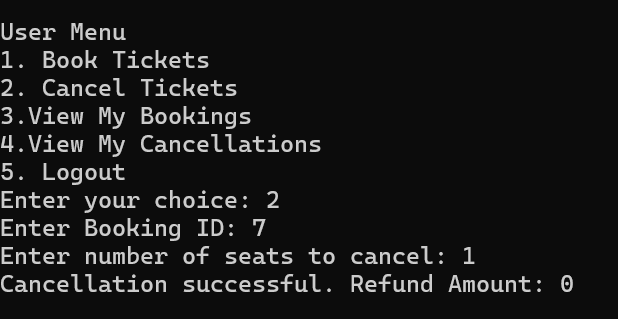 User Menu
1. Book Tickets
2. Cancel Tickets
3.View My Bookings
4.View My Cancellations
5. Logout
Enter your choice: 2
Enter Booking ID: 7
Enter number of seats to cancel: 1
Cancellation successful. Refund Amount: 0